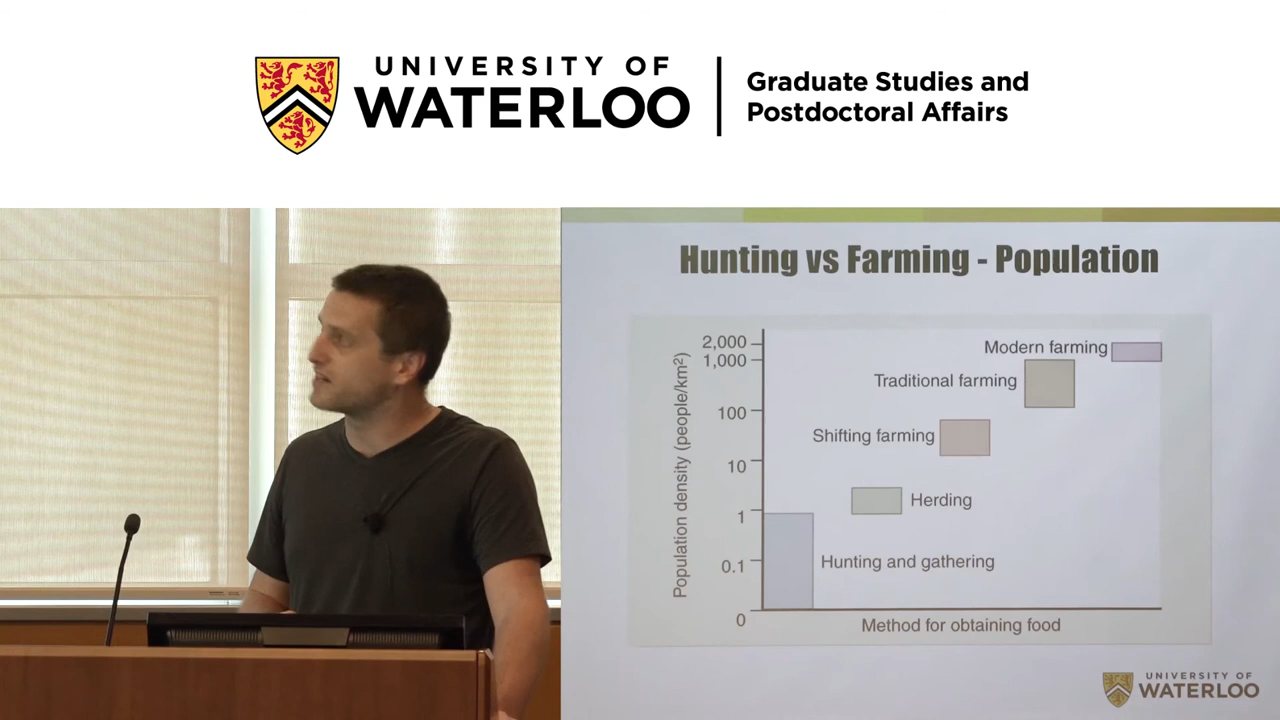 UNIVERSITY OF
WATERLOO
Graduate Studies and
Postdoctoral Affairs
Hunting vs Farming - Population
Population density (people/km²)
2,000
1,000
100
10
1
0.1
0
Modern farming
Traditional farming
Shifting farming
Herding
Hunting and gathering
Method for obtaining food
UNIVERSITY OF
WATERLOO